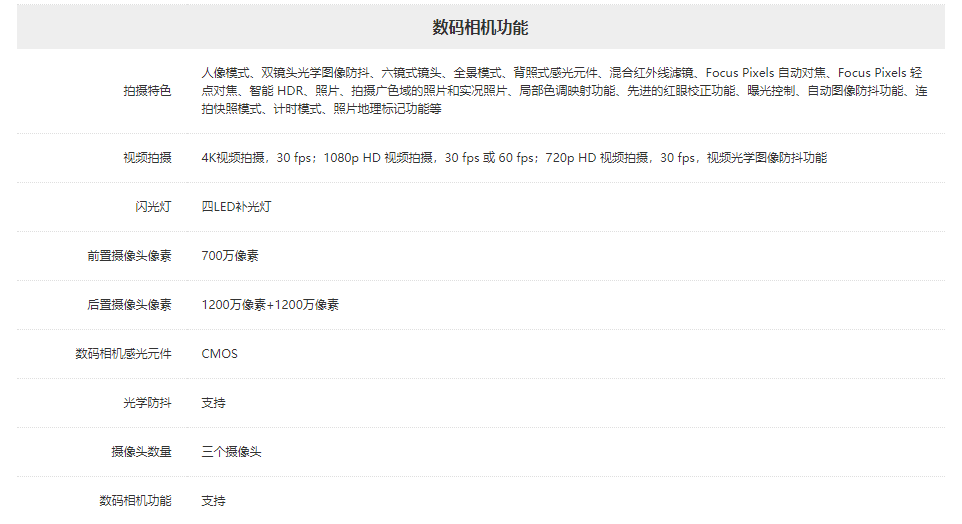 数码相机功能
拍摄特色
人像模式、双镜头光学图像防抖、六镜式镜头、全景模式、背照式感光元件、混合红外线滤镜、Focus Pixels 自动对焦、Focus Pixels 轻
点对焦、智能 HDR、照片、拍摄广色域的照片和实况照片、局部色调映射功能、先进的红眼校正功能、曝光控制、自动图像防抖功能、连
拍快照模式、计时模式、照片地理标记功能等
视频拍摄
4K视频拍摄，30 fps；1080p HD 视频拍摄，30 fps 或 60 fps；720p HD 视频拍摄，30 fps，视频光学图像防抖功能
闪光灯
四LED补光灯
前置摄像头像素
700万像素
后置摄像头像素
1200万像素+1200万像素
数码相机感光元件
CMOS
光学防抖
支持
摄像头数量
三个摄像头
数码相机功能
支持